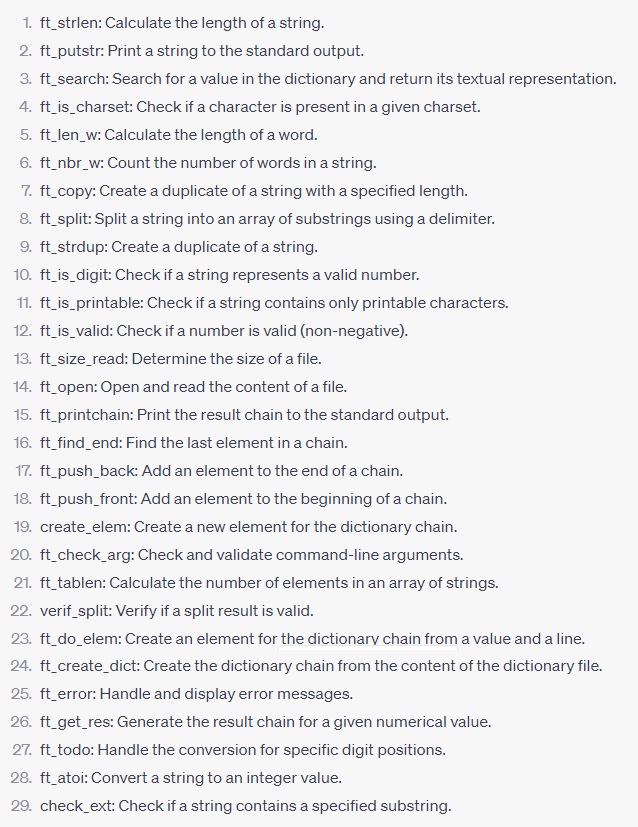 1. ft_strlen: Calculate the length of a string.
2. ft_putstr: Print a string to the standard output.
3. ft_search: Search for a value in the dictionary and return its textual representation.
4. ft_is_charset: Check if a character is present in a given charset.
5. ft_len_w: Calculate the length of a word.
6. ft_nbr_w: Count the number of words in a string.
7. ft_copy: Create a duplicate of a string with a specified length.
8. ft_split: Split a string into an array of substrings using a delimiter.
9. ft_strdup: Create a duplicate of a string.
10. ft_is_digit: Check if a string represents a valid number.
11. ft_is_printable: Check if a string contains only printable characters.
12. ft_is_valid: Check if a number is valid (non-negative).
13. ft_size_read: Determine the size of a file.
14. ft_open: Open and read the content of a file.
15. ft_printchain: Print the result chain to the standard output.
16. ft_find_end: Find the last element in a chain.
17. ft_push_back: Add an element to the end of a chain.
18. ft_push_front: Add an element to the beginning of a chain.
19. create_elem: Create a new element for the dictionary chain.
20. ft_check_arg: Check and validate command-line arguments.
21. ft_tablen: Calculate the number of elements in an array of strings.
22. verif_split: Verify if a split result is valid.
23. ft_do_elem: Create an element for the dictionary chain from a value and a line.
24. ft_create_dict: Create the dictionary chain from the content of the dictionary file.
25. ft_error: Handle and display error messages.
26. ft_get_res: Generate the result chain for a given numerical value.
27. ft_todo: Handle the conversion for specific digit positions.
28. ft_atoi: Convert a string to an integer value.
29. check_ext: Check if a string contains a specified substring.